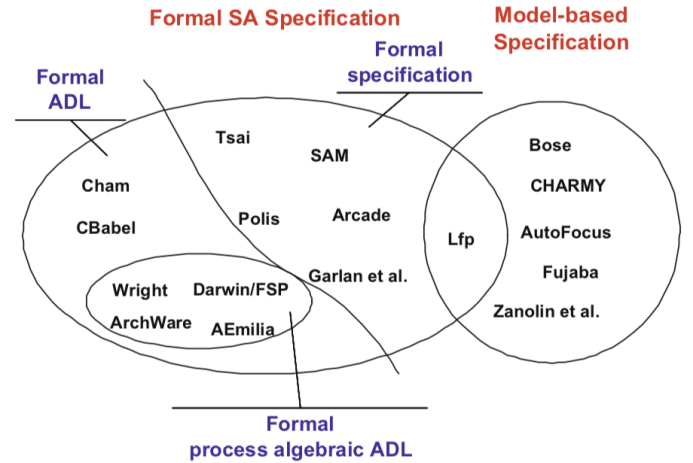 Formal SA Specification
Model-based
Specification
Formal
specification
Formal
ADL
Tsai
SAM
Bose
Cham
CHARMY
CBabel
Polis
Arcade
Lfp
AutoFocus
Garlan et al.
Fujaba
Wright
Darwin/FSP
Zanolin et al.
ArchWare
AEmilia
Formal
process algebraic ADL